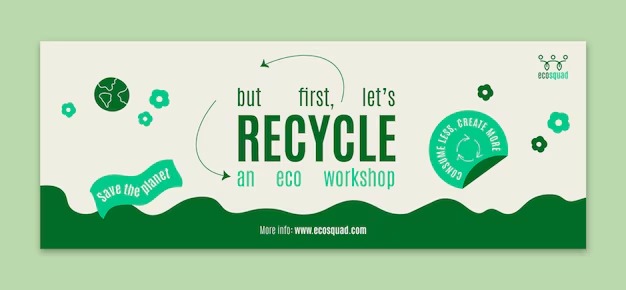 ecosquad
but first, let's
RECYCLE
an eco workshop
CONSUME LESS, CREATE MORE
Save the planet
More info: www.ecosquad.com